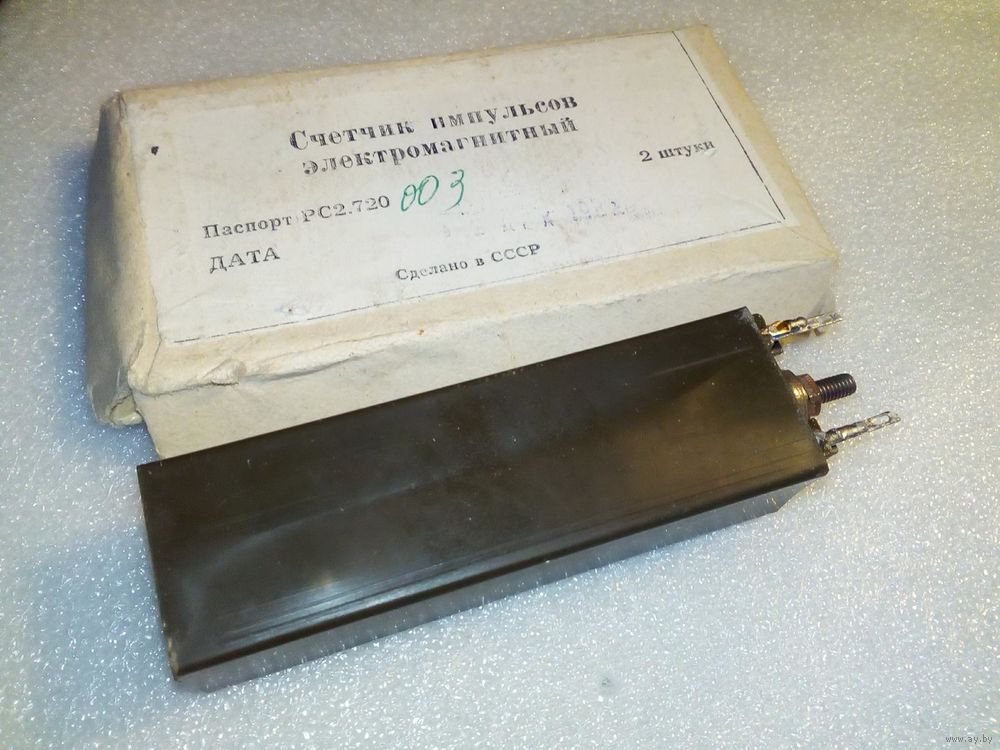 Счетчик импульсов
электромагнитный
2 штуки
Паспорт РС2.720 003
ДАТА
Сделано в СССР
www.ay.by